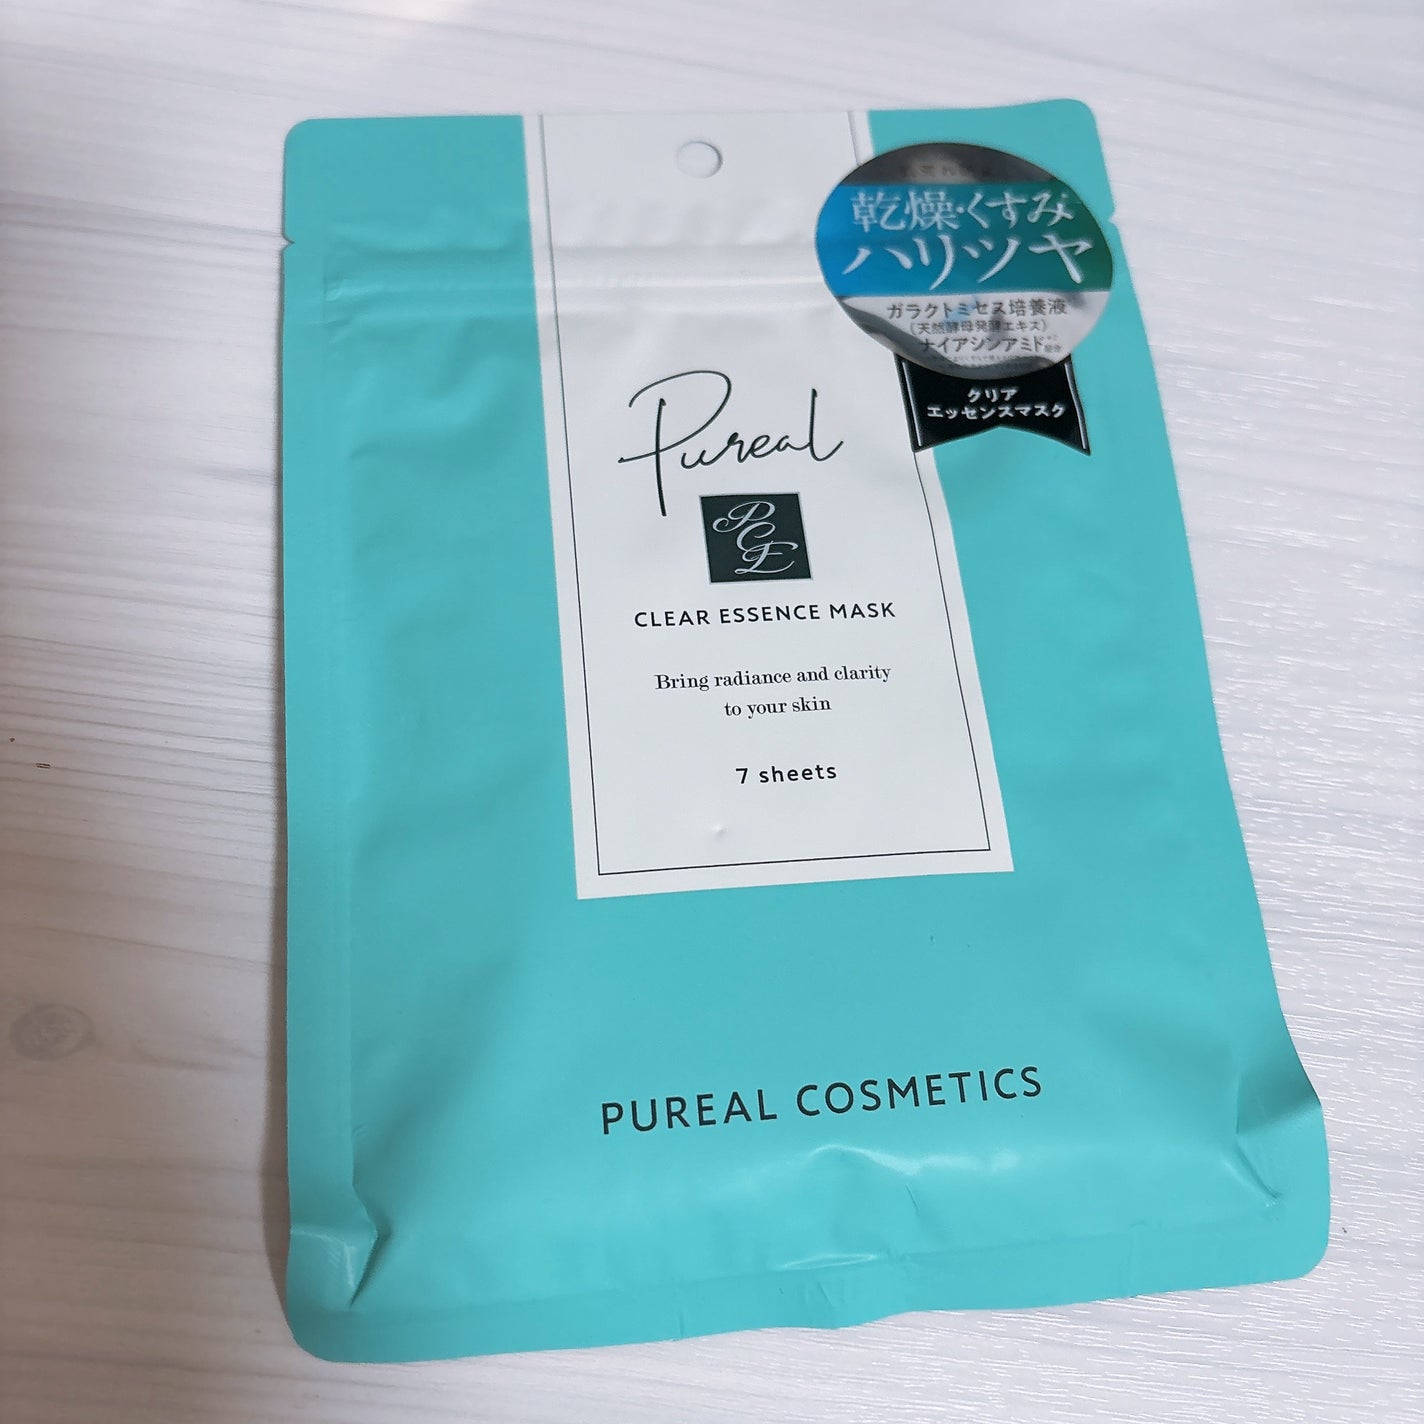 乾燥・くすみ
ハリ・ツヤ
ガラクトミセス培養液
（天然酵母発酵エキス）
ナイアシンアミド
配合
クリア
エッセンスマスク
Pureal
PCE
CLEAR ESSENCE MASK
Bring radiance and clarity
to your skin
7 sheets
PUREAL COSMETICS